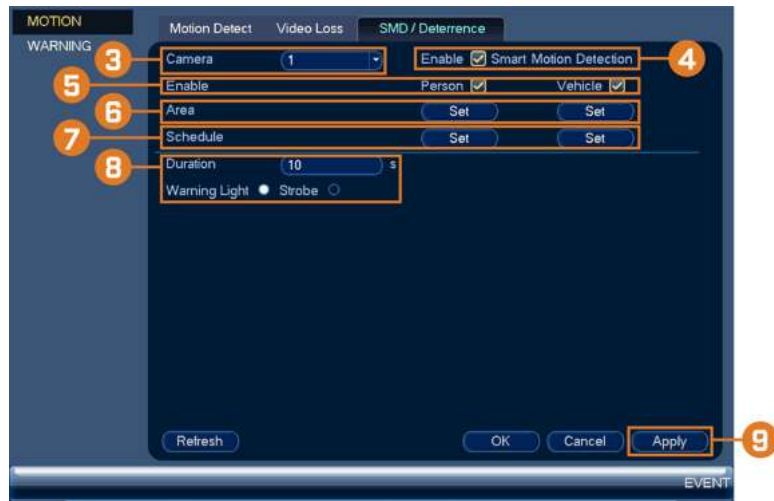 MOTION
WARNING
Motion Detect Video Loss SMD / Deterrence
3 Camera 1 Enable Smart Motion Detection 4
5 Enable Person Vehicle
6 Area Set Set
7 Schedule Set Set
8 Duration 10 s
Warning Light Strobe
Refresh OK Cancel Apply 9
EVENT